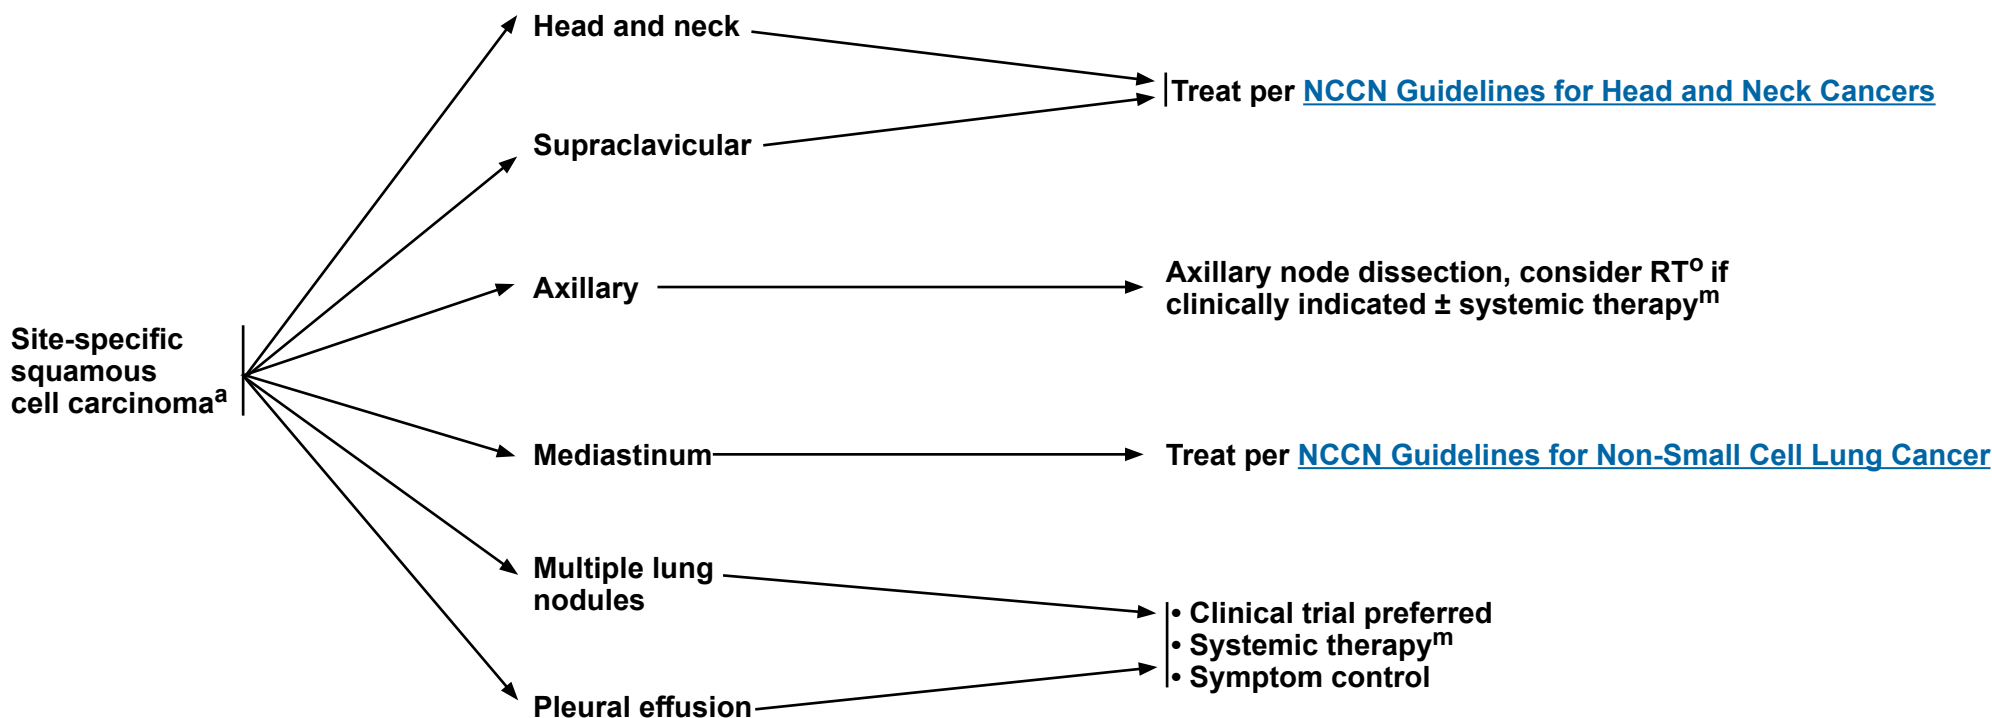 Head and neck
Treat per NCCN Guidelines for Head and Neck Cancers
Supraclavicular
Axillary
Axillary node dissection, consider RTᵒ if
clinically indicated ± systemic therapyᵐ
Site-specific
squamous
cell carcinomaᵃ
Mediastinum
Treat per NCCN Guidelines for Non-Small Cell Lung Cancer
Multiple lung
nodules
• Clinical trial preferred
• Systemic therapyᵐ
• Symptom control
Pleural effusion